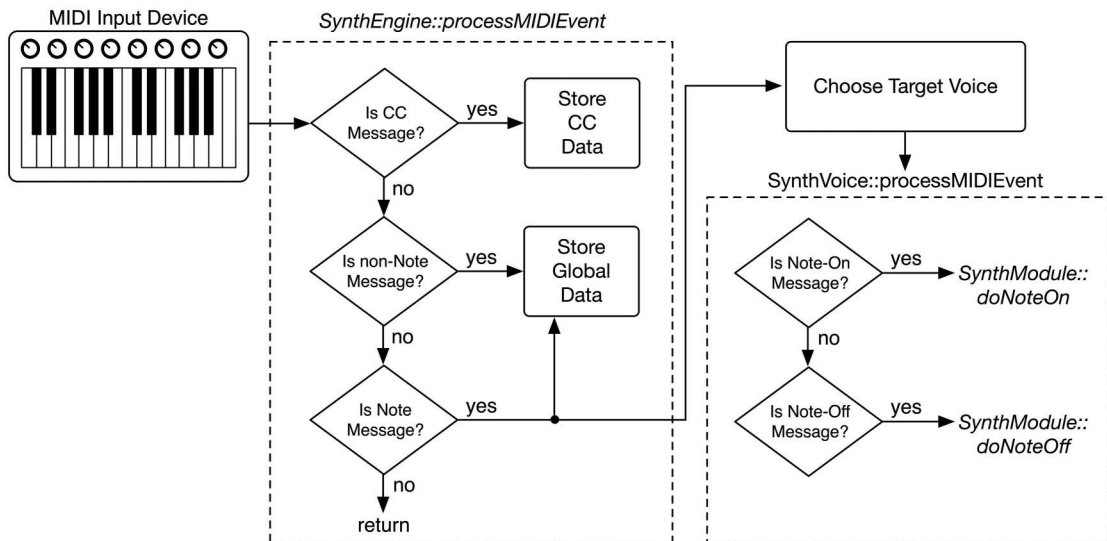 MIDI Input Device
SynthEngine::processMIDIEvent
Is CC
Message?
yes
Store
CC
Data
no
Is non-Note
Message?
yes
Store
Global
Data
no
Is Note
Message?
yes
no
return
Choose Target Voice
SynthVoice::processMIDIEvent
Is Note-On
Message?
yes
SynthModule::
doNoteOn
no
Is Note-Off
Message?
yes
SynthModule::
doNoteOff